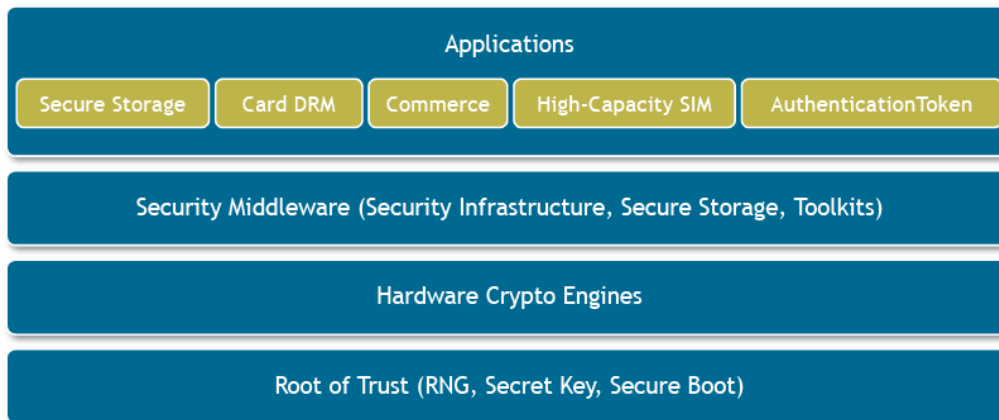 Applications
Secure Storage
Card DRM
Commerce
High-Capacity SIM
AuthenticationToken
Security Middleware (Security Infrastructure, Secure Storage, Toolkits)
Hardware Crypto Engines
Root of Trust (RNG, Secret Key, Secure Boot)